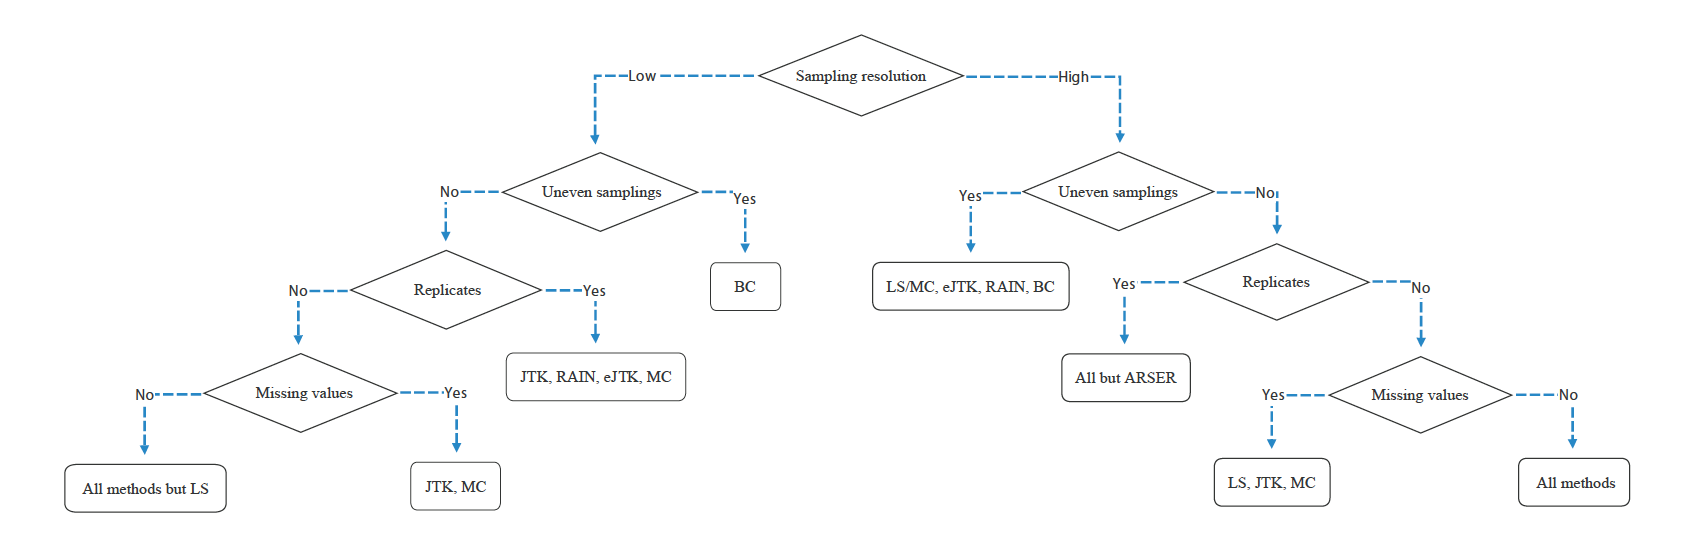 Sampling resolution
Low
High
Uneven samplings
No
Yes
Uneven samplings
Yes
No
Replicates
No
Yes
BC
LS/MC, eJTK, RAIN, BC
Replicates
Yes
No
Missing values
No
Yes
JTK, RAIN, eJTK, MC
All but ARSER
Missing values
Yes
No
All methods but LS
JTK, MC
LS, JTK, MC
All methods